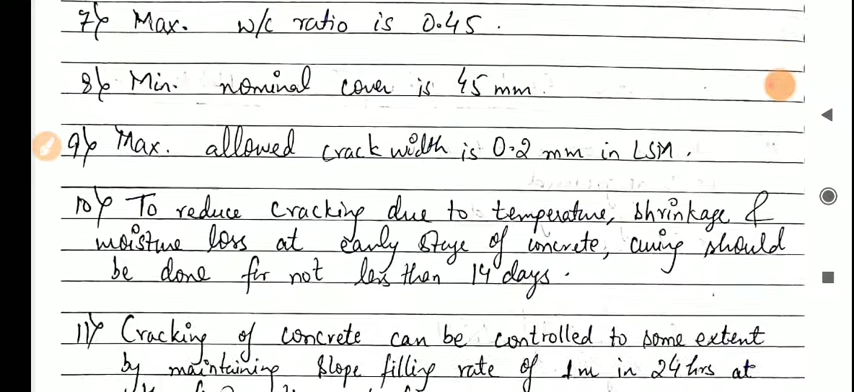 7) Max. w/c ratio is 0.45.
8) Min. nominal cover is 45 mm.
9) Max. allowed crack width is 0.2 mm in LSM.
10) To reduce cracking due to temperature, shrinkage &
moisture loss at early stage of concrete, curing should
be done for not less than 14 days.
11) Cracking of concrete can be controlled to some extent
by maintaining slope filling rate of 1m in 24 hrs at